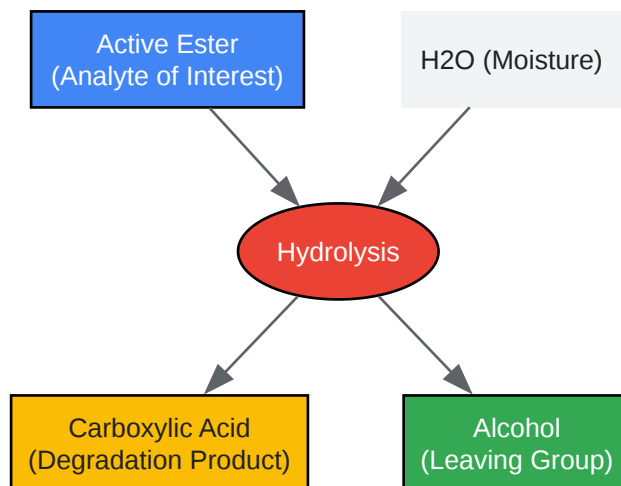 Active Ester
(Analyte of Interest)
H2O (Moisture)
Hydrolysis
Carboxylic Acid
(Degradation Product)
Alcohol
(Leaving Group)